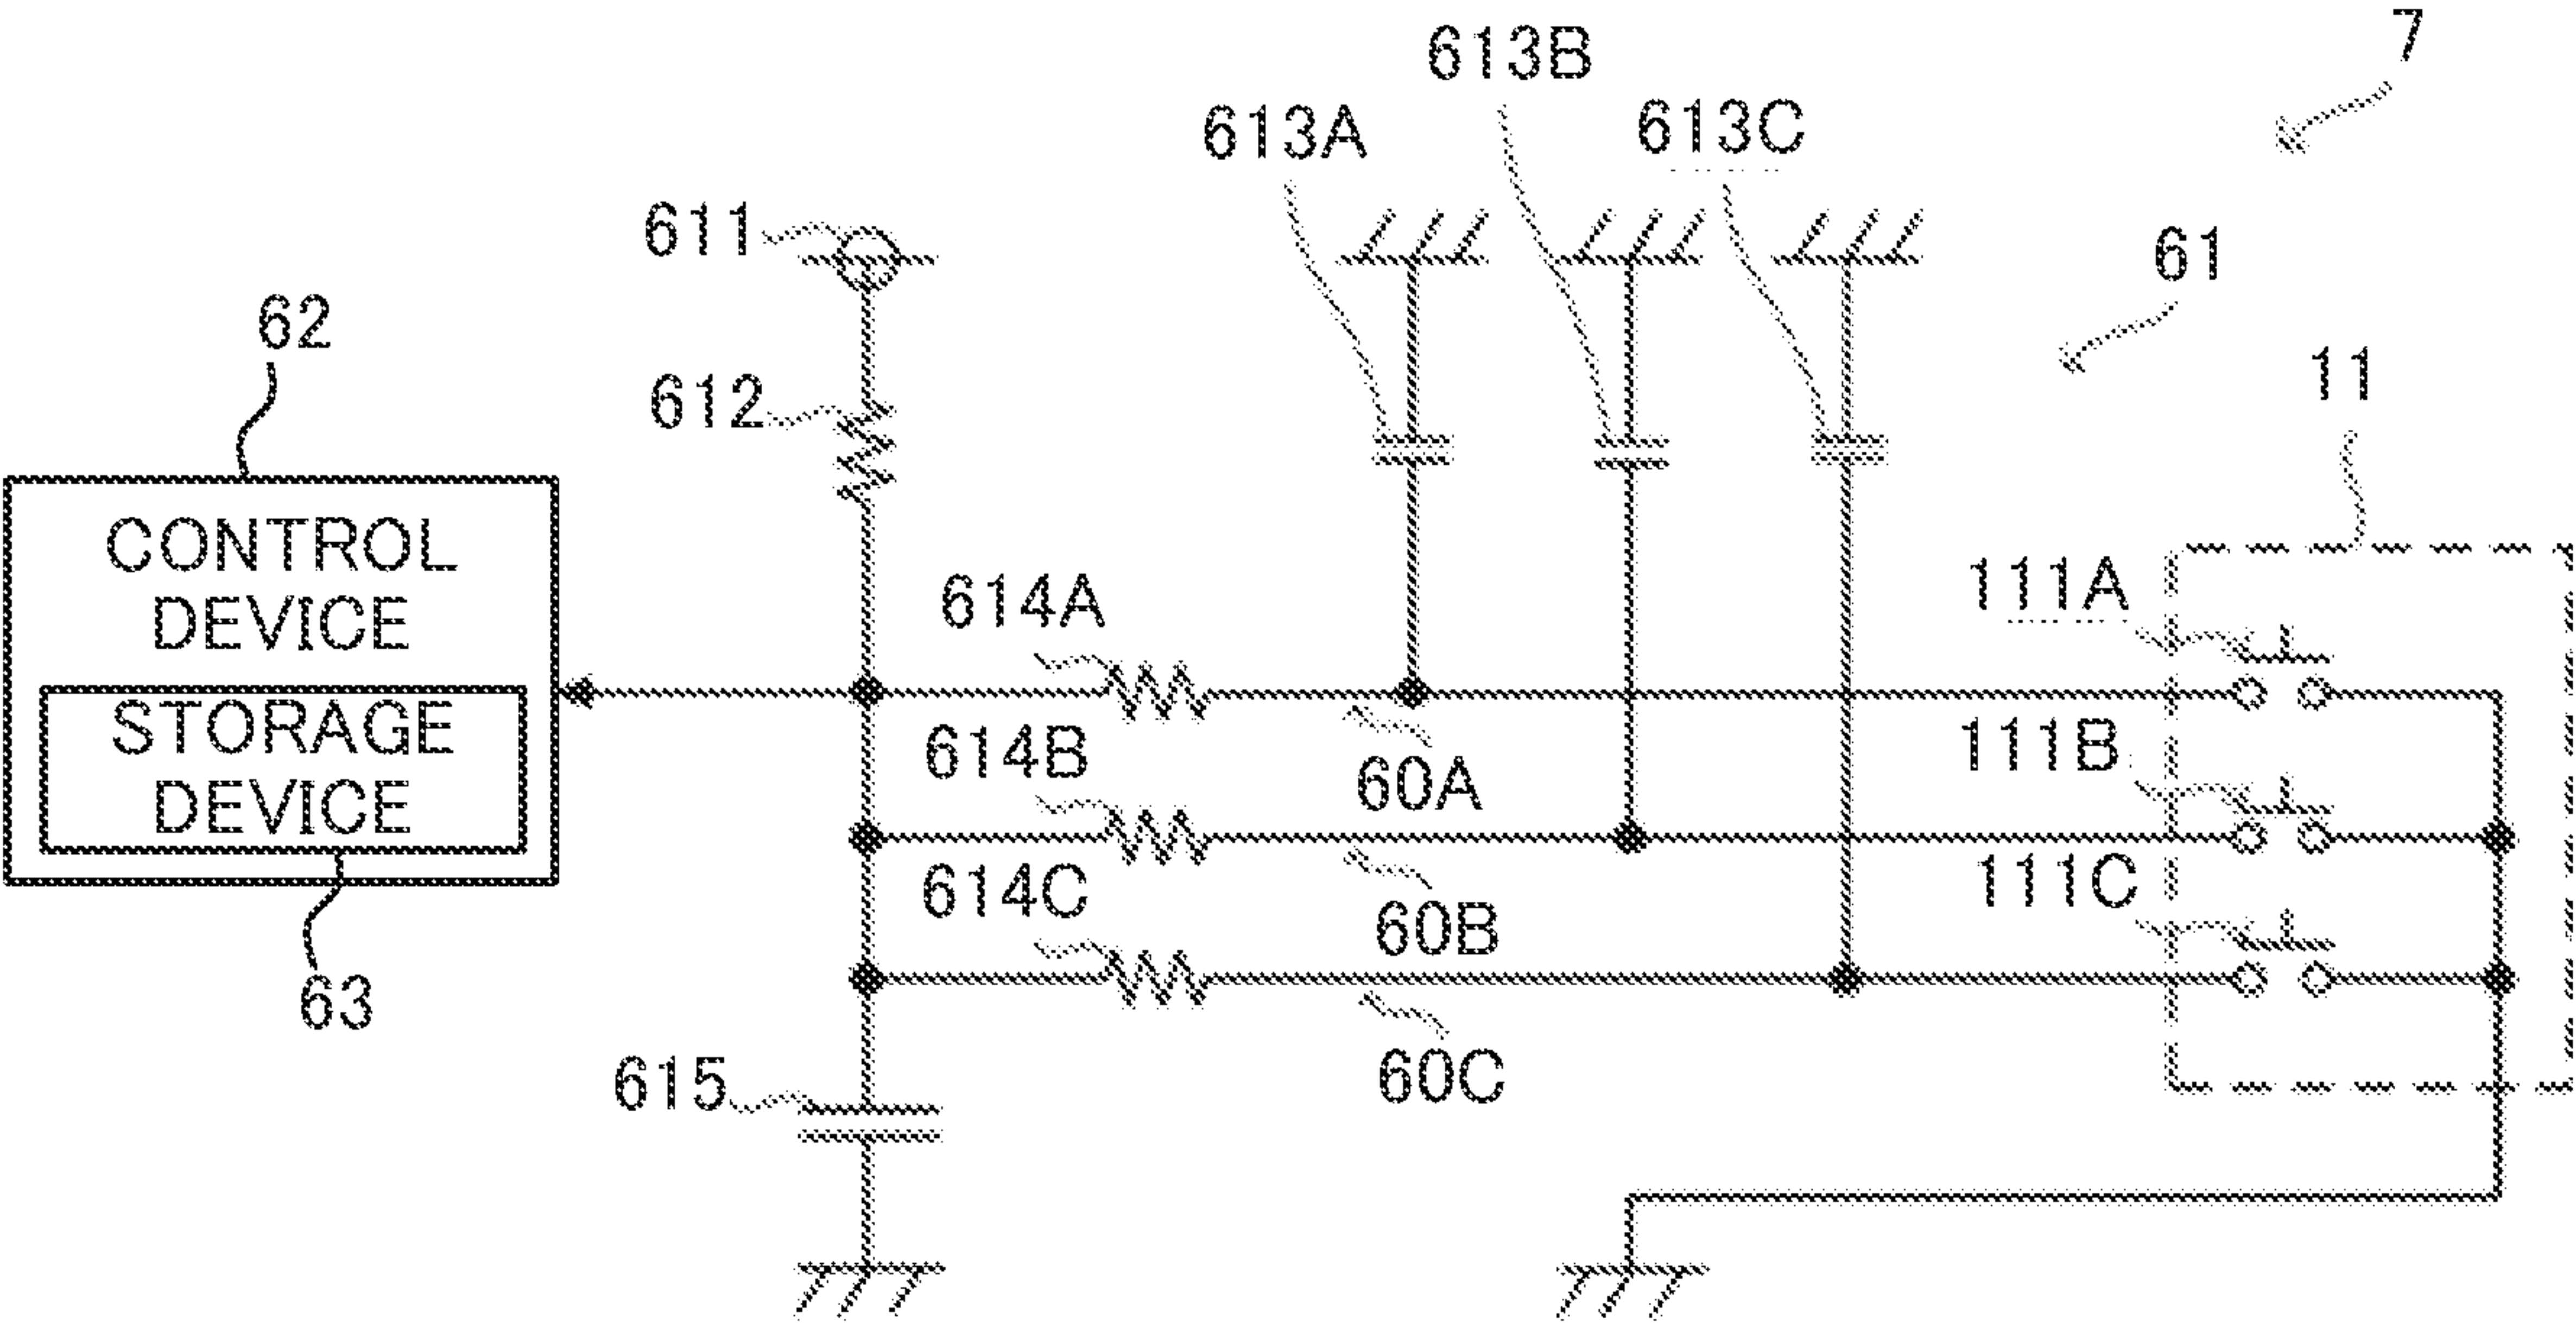 7
613B
613A
613C
611
61
62
11
612
CONTROL
DEVICE
111A
614A
STORAGE
DEVICE
111B
614B
60A
111C
614C
60B
63
60C
615